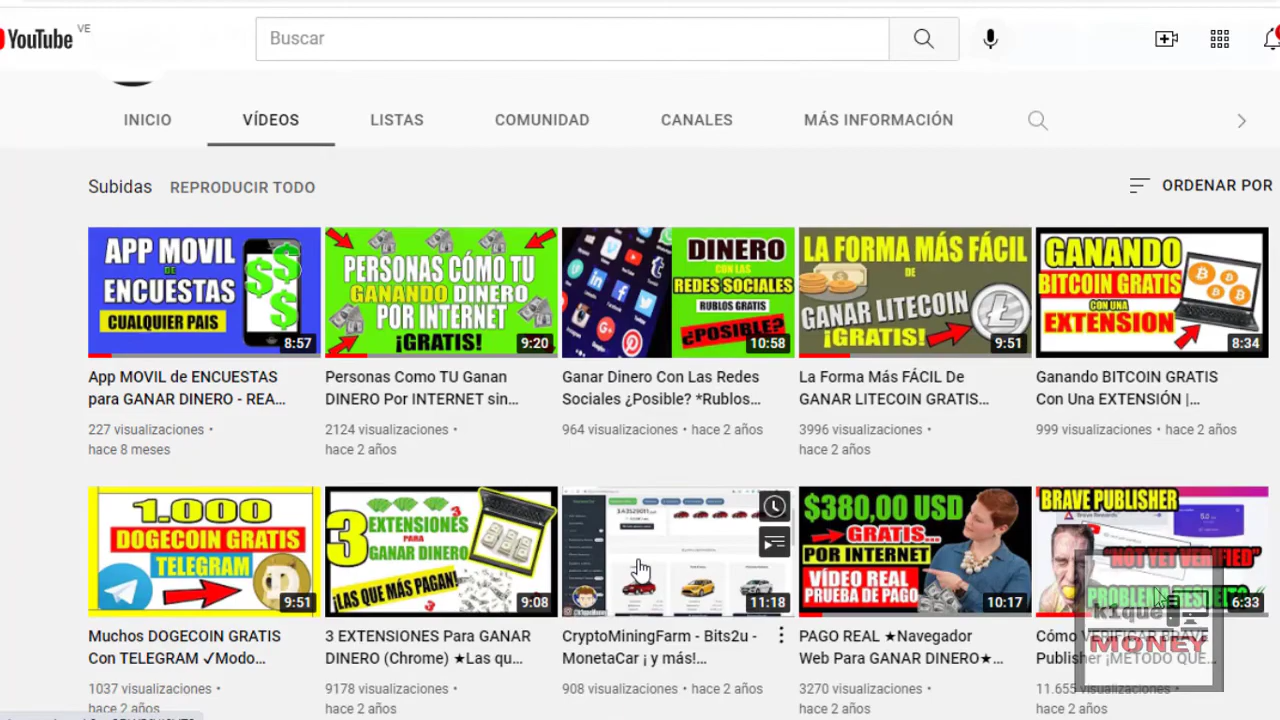 YouTube VE
Buscar
INICIO
VÍDEOS
LISTAS
COMUNIDAD
CANALES
MÁS INFORMACIÓN
Subidas
REPRODUCIR TODO
ORDENAR POR
APP MOVIL
DE
ENCUESTAS
CUALQUIER PAIS
8:57
PERSONAS CÓMO TU
GANANDO DINERO
POR INTERNET
¡GRATIS!
9:20
DINERO
CON LAS
REDES SOCIALES
RUBLOS GRATIS
¿POSIBLE?
10:58
LA FORMA MÁS FÁCIL
DE
GANAR LITECOIN
¡GRATIS!
9:51
GANANDO
BITCOIN GRATIS
CON UNA
EXTENSION
8:34
App MOVIL de ENCUESTAS
para GANAR DINERO - REA...
227 visualizaciones •
hace 8 meses
Personas Como TU Ganan
DINERO Por INTERNET sin...
2124 visualizaciones •
hace 2 años
Ganar Dinero Con Las Redes
Sociales ¿Posible? *Rublos...
964 visualizaciones • hace 2 años
La Forma Más FÁCIL De
GANAR LITECOIN GRATIS...
3996 visualizaciones •
hace 2 años
Ganando BITCOIN GRATIS
Con Una EXTENSIÓN |...
999 visualizaciones • hace 2 años
1.000
DOGECOIN GRATIS
TELEGRAM
9:51
3
EXTENSIONES
PARA
GANAR DINERO
¡LAS QUE MÁS PAGAN!
9:08
11:18
$380,00 USD
GRATIS...
POR INTERNET
VÍDEO REAL
PRUEBA DE PAGO
10:17
BRAVE PUBLISHER
"NOT YET VERIFIED"
6:33
k1que
MONEY
Muchos DOGECOIN GRATIS
Con TELEGRAM ✓Modo...
1037 visualizaciones •
hace 2 años
3 EXTENSIONES Para GANAR
DINERO (Chrome) ★Las qu...
9178 visualizaciones •
hace 2 años
CryptoMiningFarm - Bits2u -
MonetaCar ¡ y más!...
908 visualizaciones • hace 2 años
PAGO REAL ★Navegador
Web Para GANAR DINERO★...
3270 visualizaciones •
hace 2 años
Cómo VERIFICAR BRAVE
Publisher ¡MÉTODO QUE...
11.655 visualizaciones •
hace 2 años